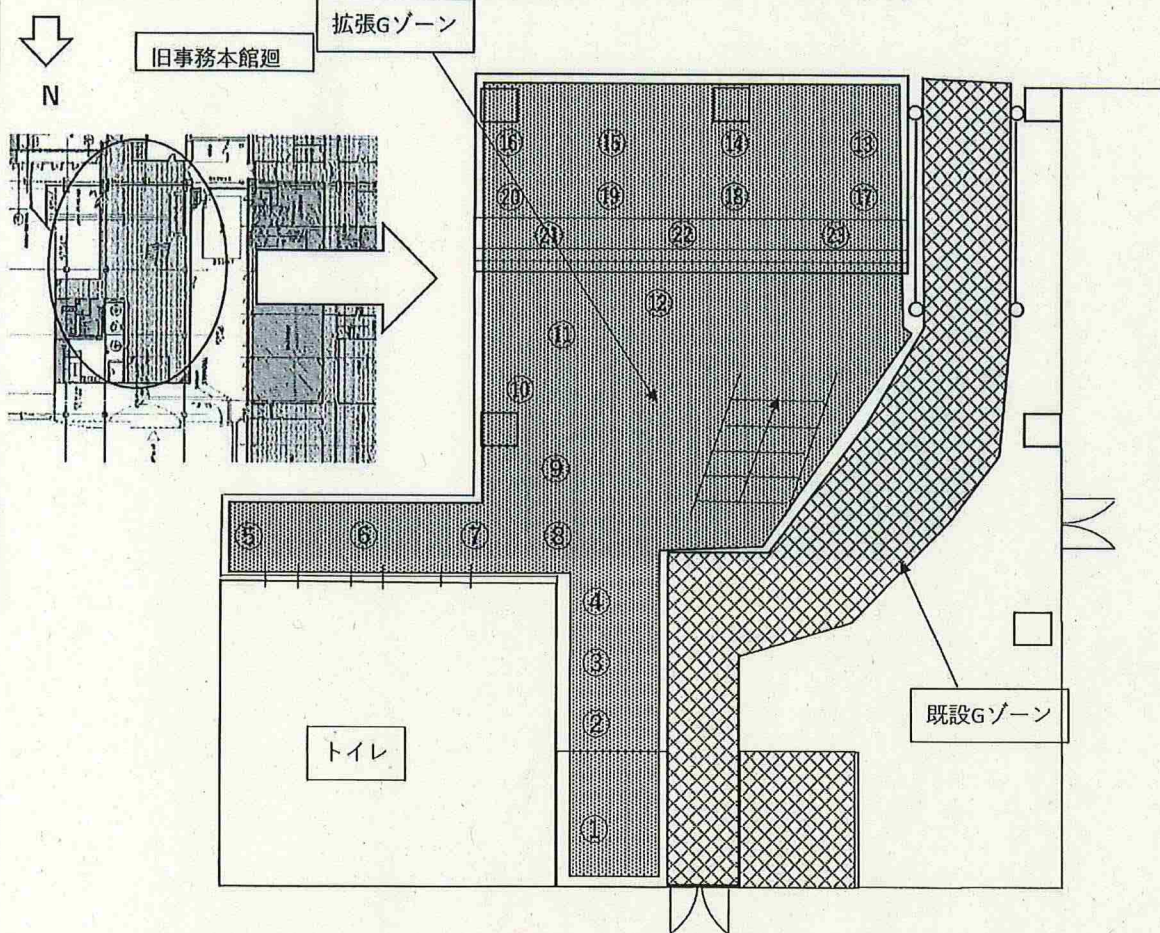 拡張Gゾーン
旧事務本館廻
N
⑯ ⑮ ⑭ ⑬
⑳ ⑲ ⑱ ⑰
㉑ ㉒ ㉓
⑫
⑪
⑩
⑨
⑤ ⑥ ⑦ ⑧
④
③
②
既設Gゾーン
トイレ
①